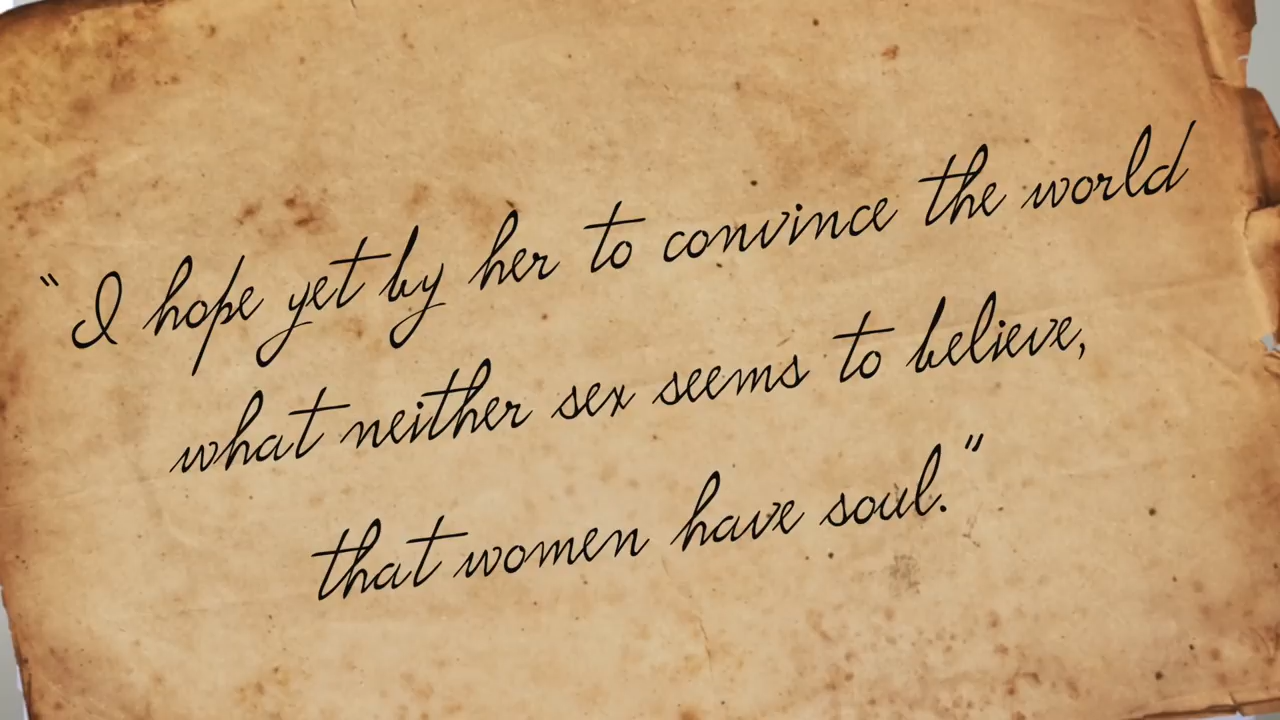 “I hope yet by her to convince the world
what neither sex seems to believe,
that women have soul.”